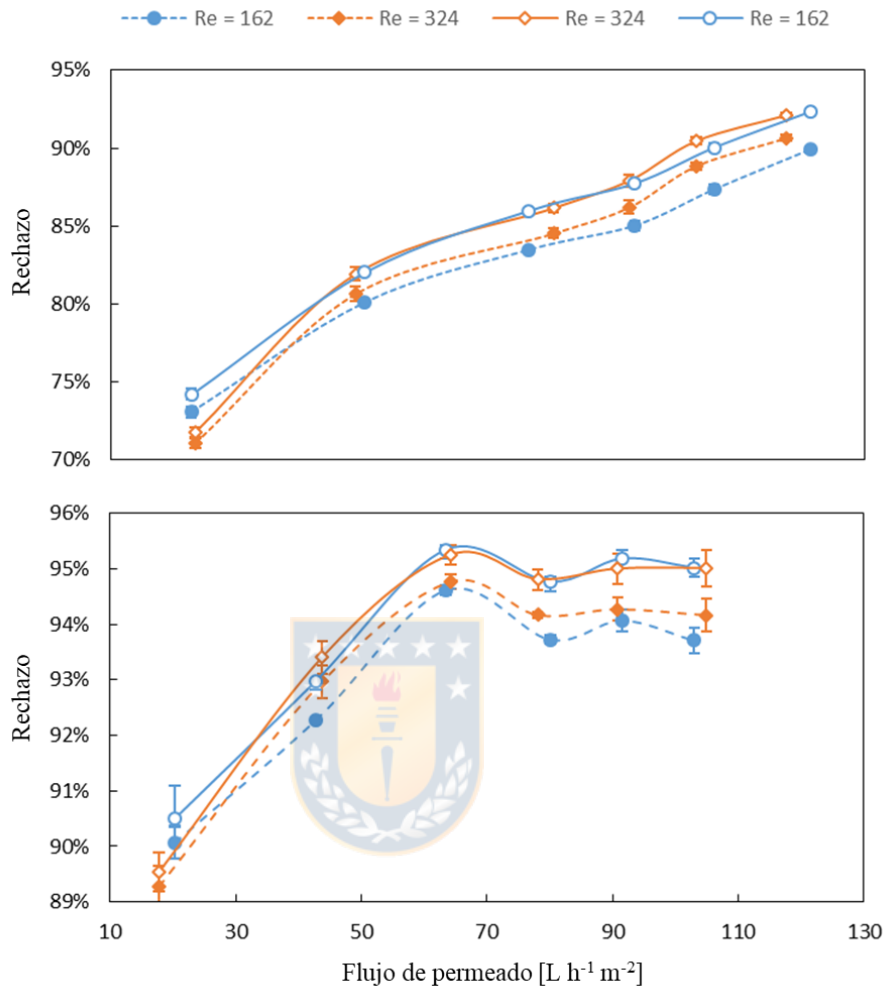 Re = 162 Re = 324 Re = 324 Re = 162
95%
90%
85%
80%
75%
70%
Rechazo
96%
95%
94%
93%
92%
91%
90%
89%
Rechazo
10 30 50 70 90 110 130
Flujo de permeado [L h⁻¹ m⁻²]